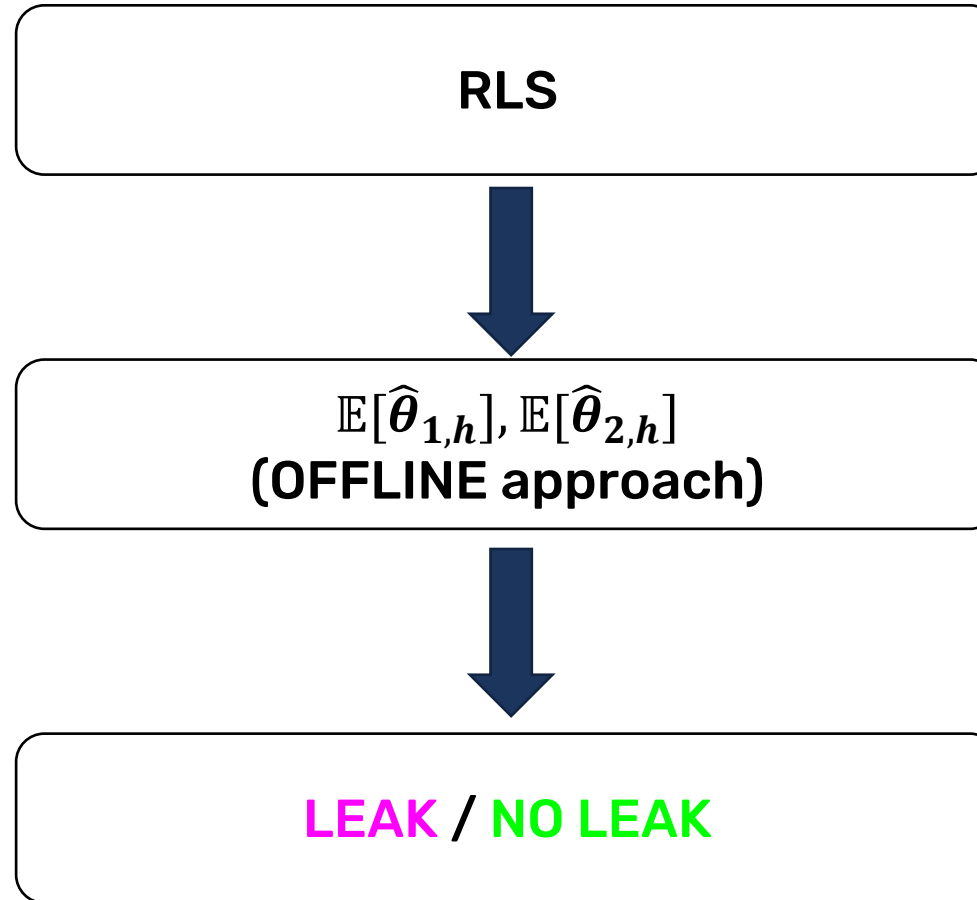 RLS
𝔼[θ̂₁,ₕ], 𝔼[θ̂₂,ₕ]
(OFFLINE approach)
LEAK / NO LEAK